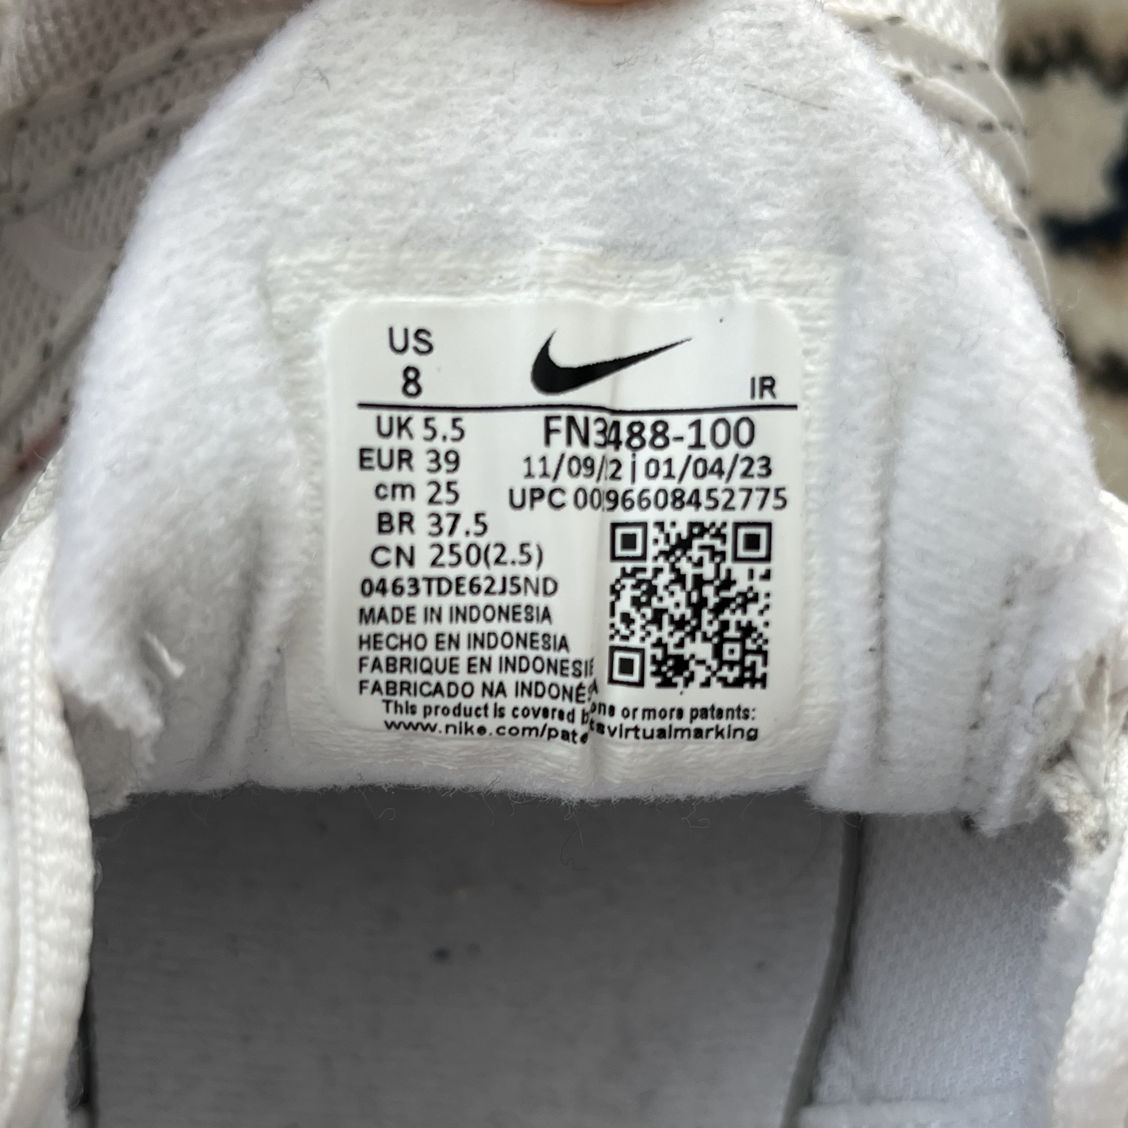 US
8
IR
UK 5.5
EUR 39
cm 25
BR 37.5
CN 250(2.5)
FN3488-100
11/09/2 | 01/04/23
UPC 0096608452775
0463TDE62J5ND
MADE IN INDONESIA
HECHO EN INDONESIA
FABRIQUE EN INDONESIE
FABRICADO NA INDONÉSIA
This product is covered by one or more patents:
www.nike.com/patentsvirtualmarking